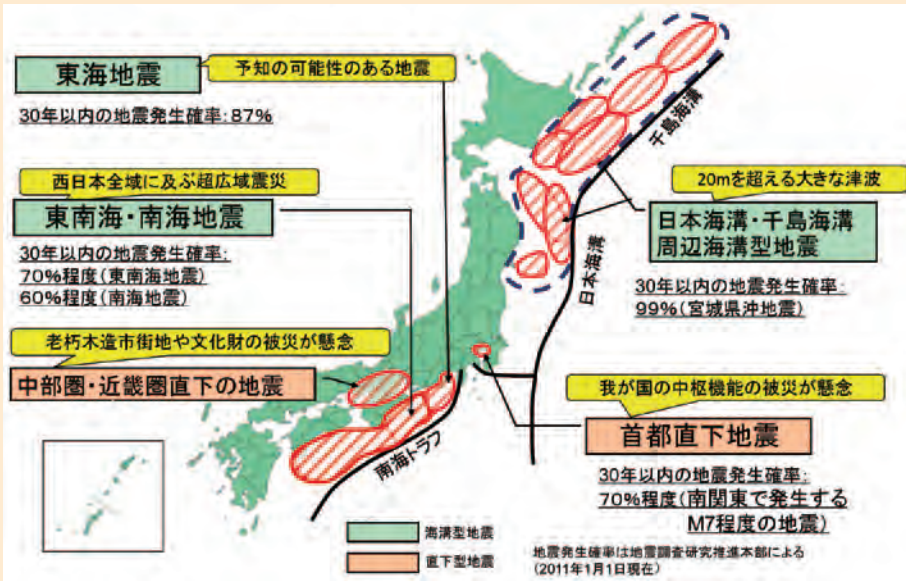 東海地震
予知の可能性のある地震
30年以内の地震発生確率:87%
西日本全域に及ぶ超広域震災
東南海・南海地震
30年以内の地震発生確率:
70%程度(東南海地震)
60%程度(南海地震)
老朽木造市街地や文化財の被災が懸念
中部圏・近畿圏直下の地震
千島海溝
20mを超える大きな津波
日本海溝・千島海溝
周辺海溝型地震
30年以内の地震発生確率:
99%(宮城県沖地震)
日本海溝
我が国の中枢機能の被災が懸念
首都直下地震
30年以内の地震発生確率:
70%程度(南関東で発生する
M7程度の地震)
南海トラフ
海溝型地震
直下型地震
地震発生確率は地震調査研究推進本部による
(2011年1月1日現在)